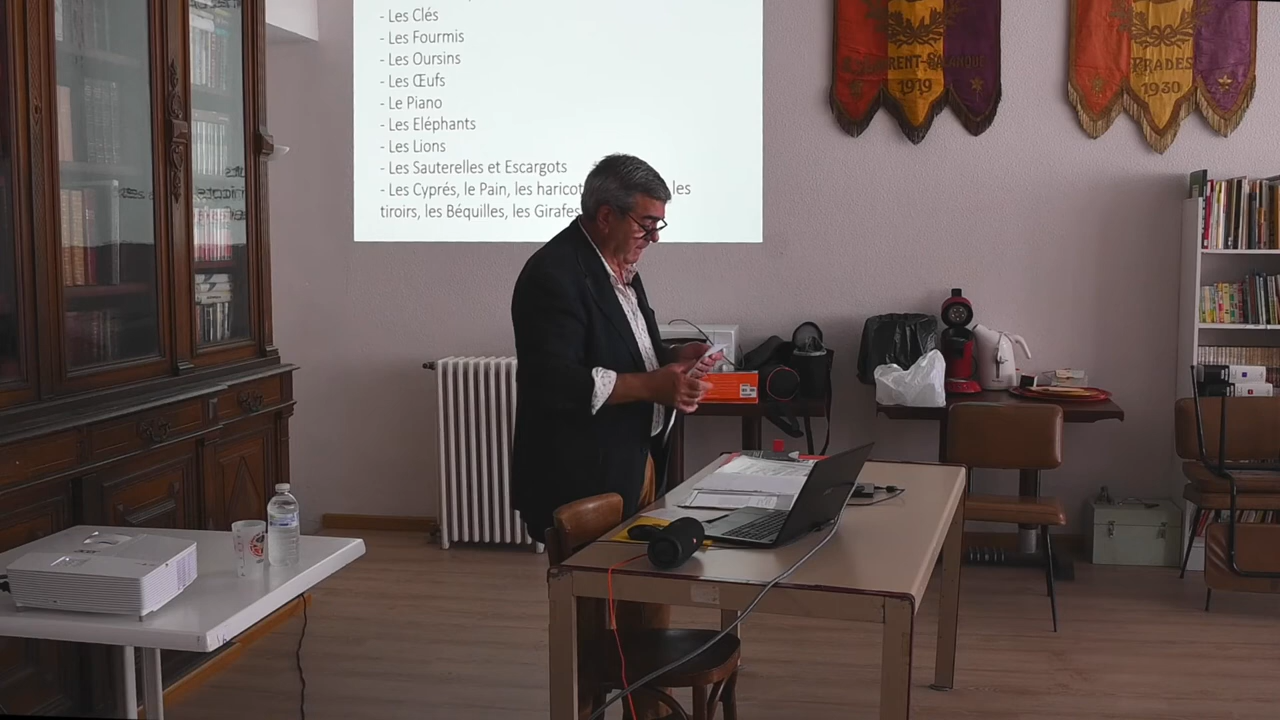 - Les Clés
- Les Fourmis
- Les Oursins
- Les Œufs
- Le Piano
- Les Eléphants
- Les Lions
- Les Sauterelles et Escargots
- Les Cyprés, le Pain, les haricot les
tiroirs, les Béquilles, les Girafes
1919
PRADES
1930